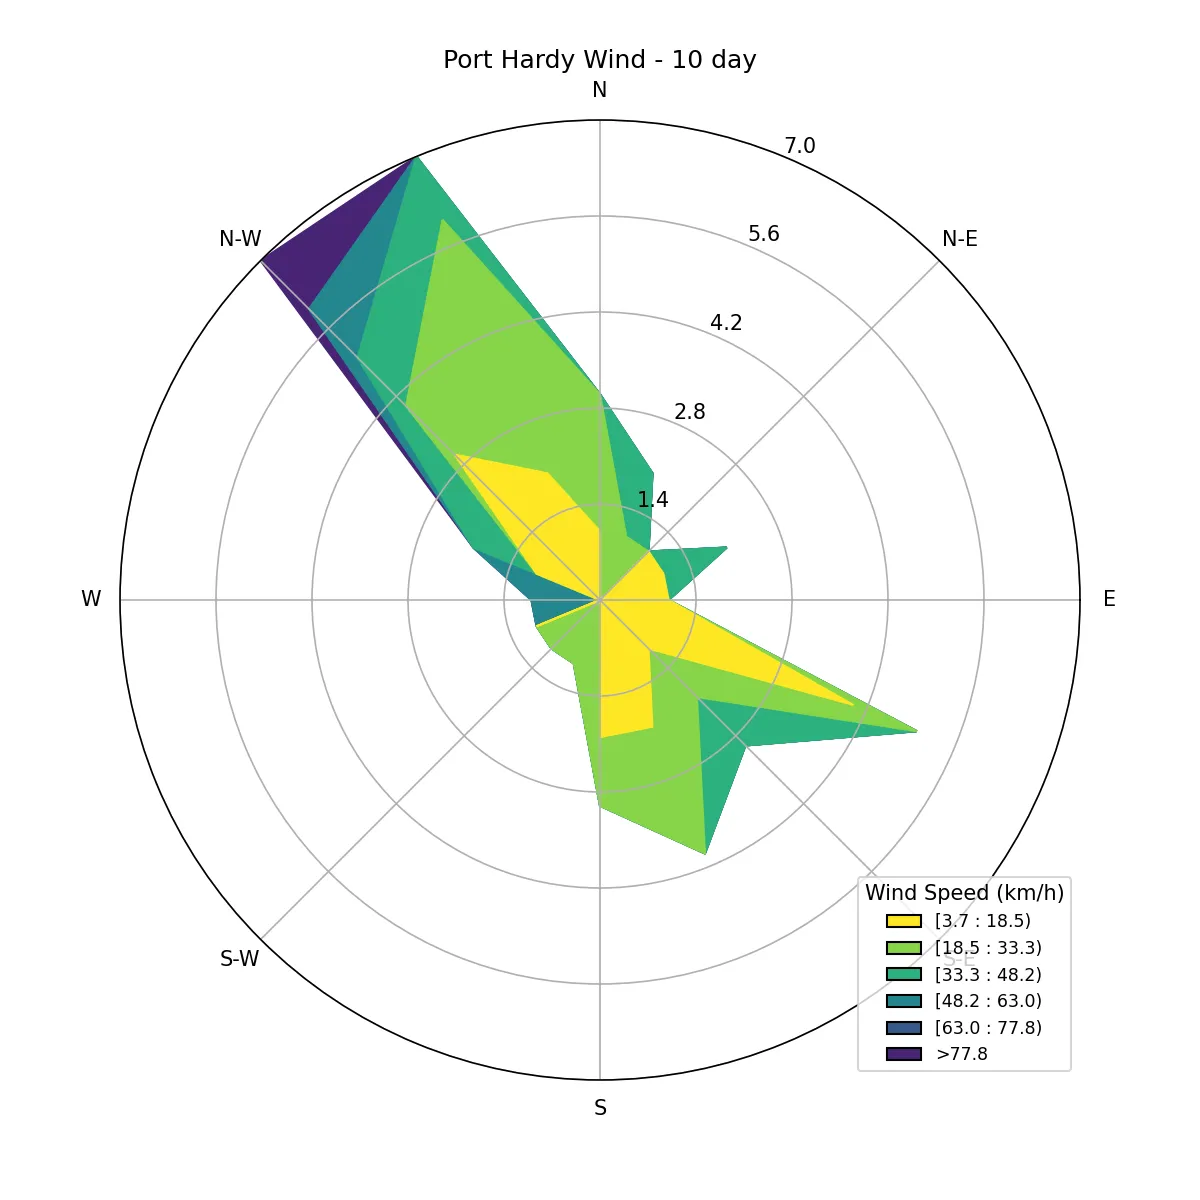 Port Hardy Wind - 10 day
N
7.0
N-W
5.6
N-E
4.2
2.8
1.4
W
E
Wind Speed (km/h)
[3.7 : 18.5)
[18.5 : 33.3)
S-W
S-E
[33.3 : 48.2)
[48.2 : 63.0)
[63.0 : 77.8)
>77.8
S